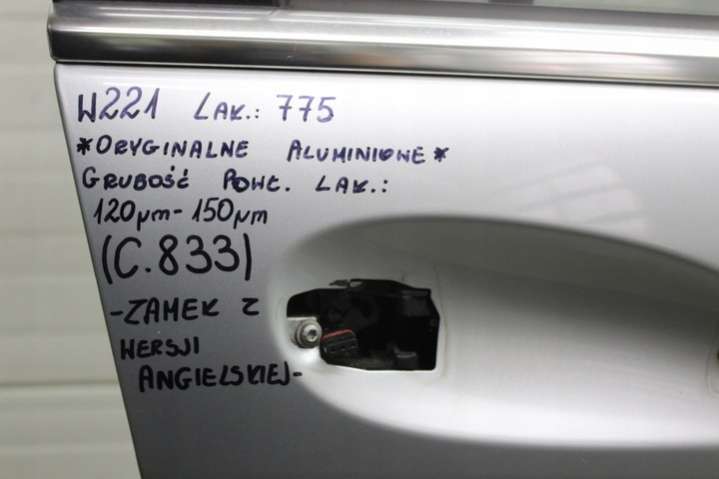 W221 LAK.: 775
*ORYGINALNE ALUMINIOWE*
GRUBOŚĆ POWŁ. LAK.:
120µm-150µm
(C.833)
-ZAMEK Z
WERSJI
ANGIELSKIEJ-